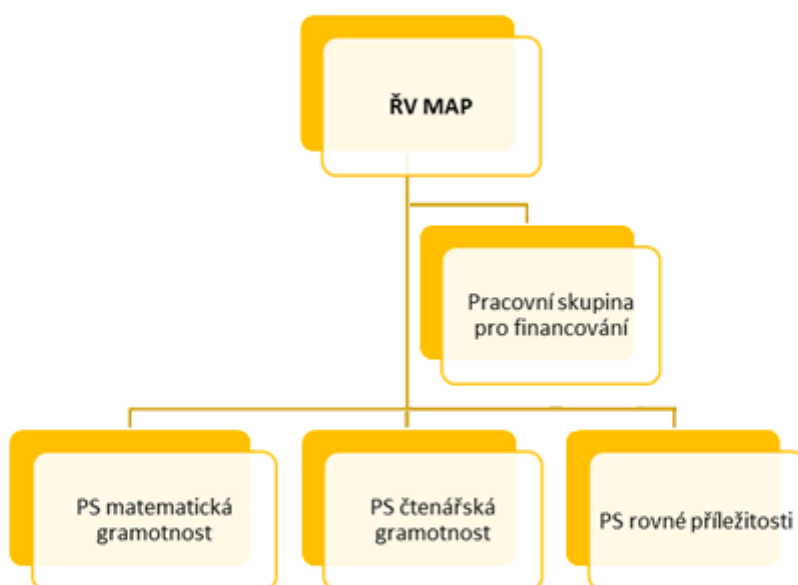 ŘV MAP
Pracovní skupina
pro financování
PS matematická
gramotnost
PS čtenářská
gramotnost
PS rovné příležitosti